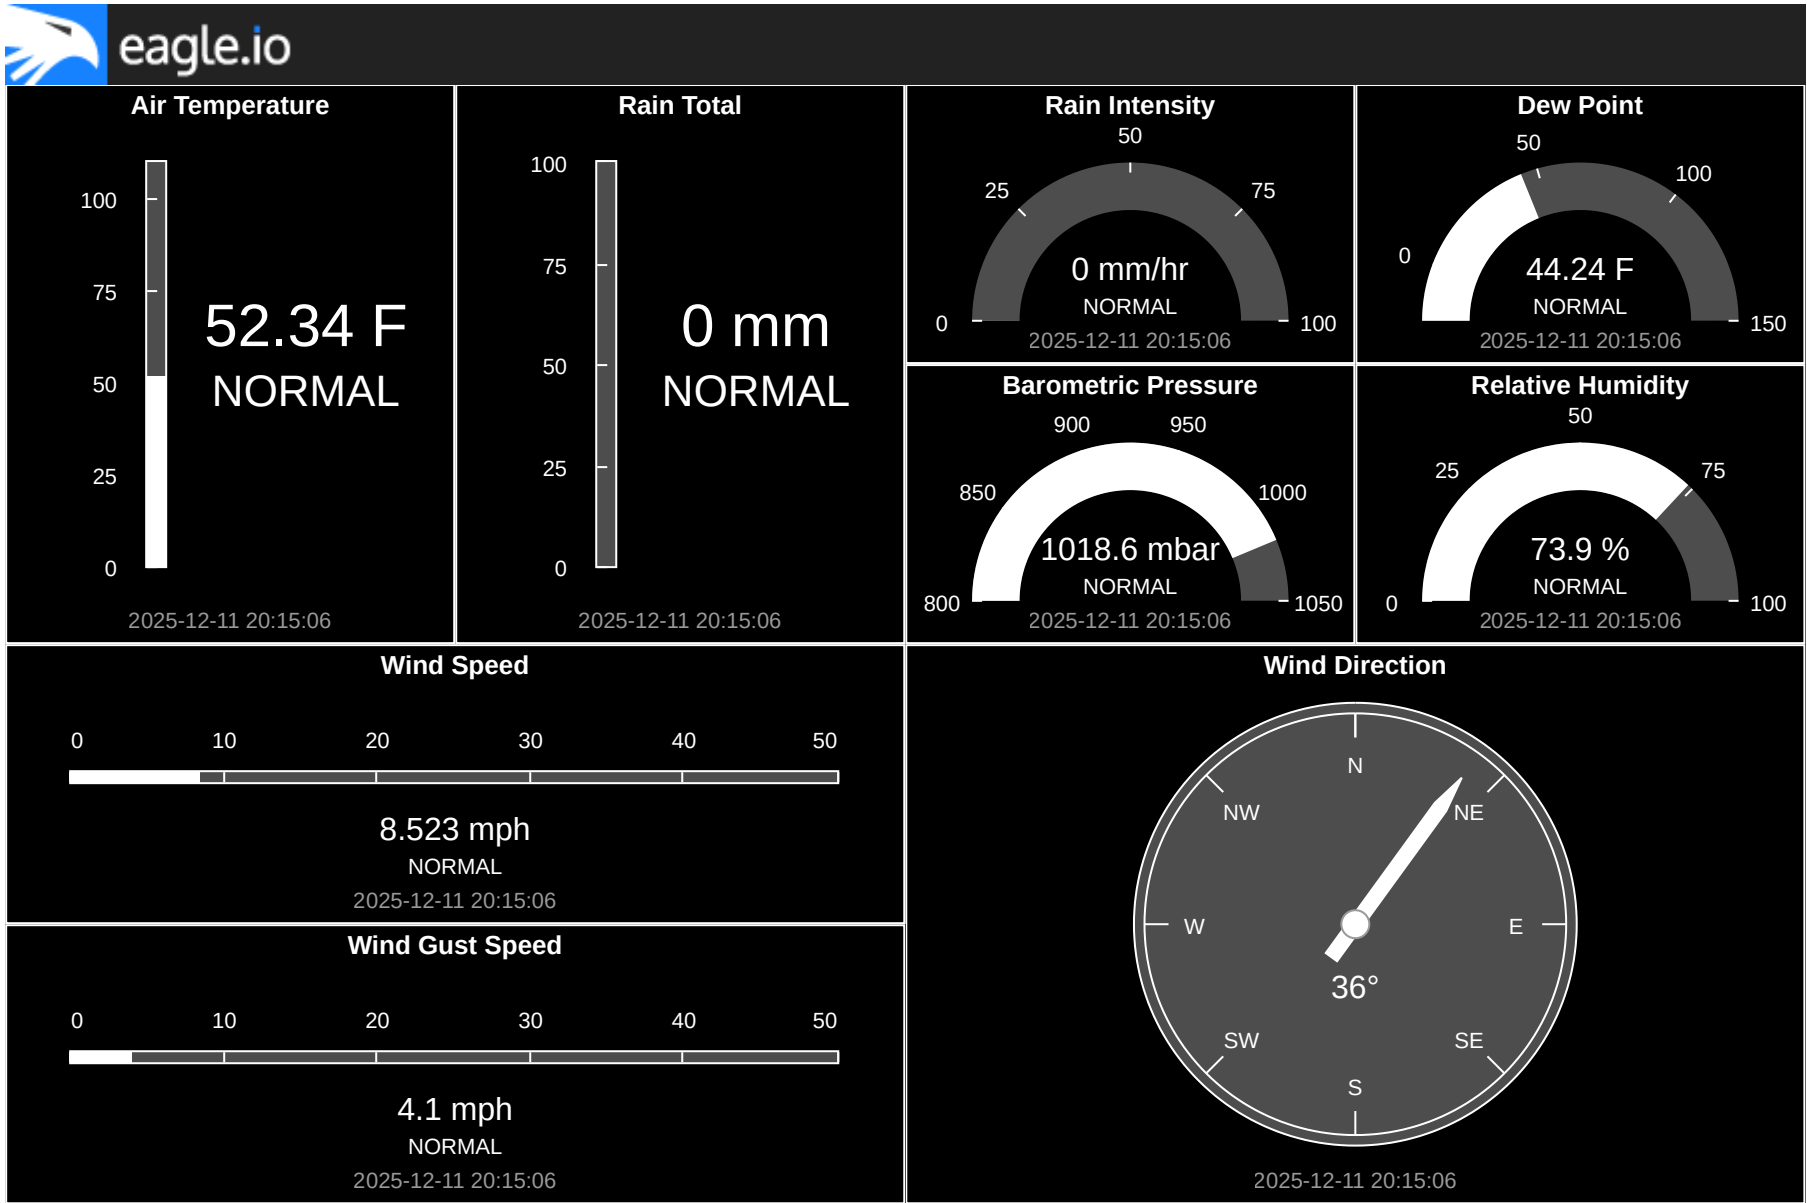 eagle.io
Air Temperature
100
75
50
25
0
52.34 F
NORMAL
2025-12-11 20:15:06
Rain Total
100
75
50
25
0
0 mm
NORMAL
2025-12-11 20:15:06
Rain Intensity
50
25
75
0
100
0 mm/hr
NORMAL
2025-12-11 20:15:06
Dew Point
50
100
0
150
44.24 F
NORMAL
2025-12-11 20:15:06
Barometric Pressure
900
950
850
1000
800
1050
1018.6 mbar
NORMAL
2025-12-11 20:15:06
Relative Humidity
50
25
75
0
100
73.9 %
NORMAL
2025-12-11 20:15:06
Wind Speed
0 10 20 30 40 50
8.523 mph
NORMAL
2025-12-11 20:15:06
Wind Gust Speed
0 10 20 30 40 50
4.1 mph
NORMAL
2025-12-11 20:15:06
Wind Direction
N
NW NE
W E
36°
SW SE
S
2025-12-11 20:15:06